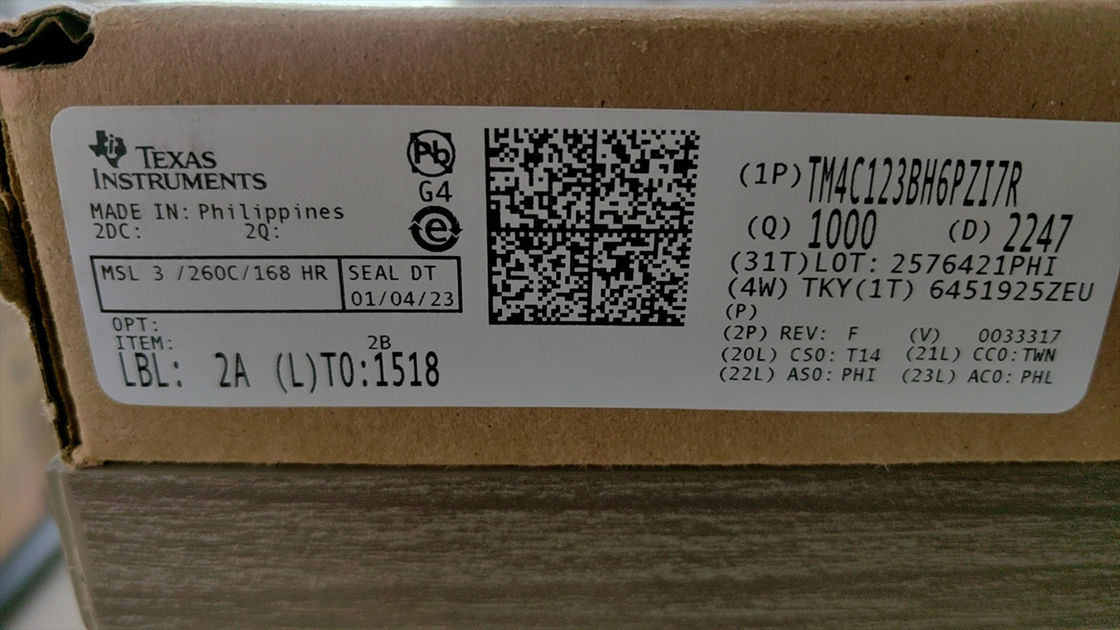 TEXAS
INSTRUMENTS
MADE IN: Philippines
2DC: 2Q:
MSL 3 /260C/168 HR
SEAL DT
01/04/23
OPT:
ITEM:
2B
LBL: 2A (L)TO:1518
Pb
G4
e
(1P) TM4C123BH6PZI7R
(Q) 1000 (D) 2247
(31T)LOT: 2576421PHI
(4W) TKY(1T) 6451925ZEU
(P)
(2P) REV: F (V) 0033317
(20L) CSO: T14 (21L) CCO:TWN
(22L) ASO: PHI (23L) ACO: PHL